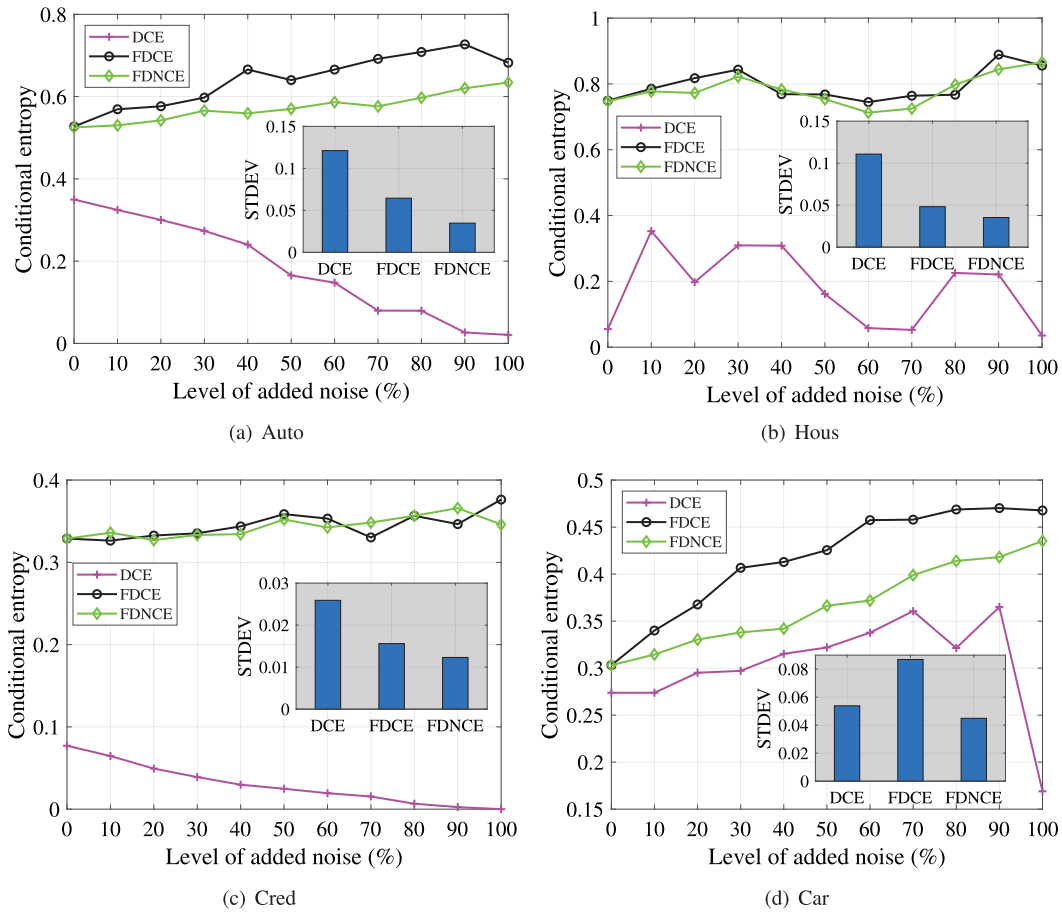 0.8
0.6
0.4
0.2
0
Conditional entropy
DCE
FDCE
FDNCE
0.15
0.1
0.05
0
STDEV
DCE FDCE FDNCE
0 10 20 30 40 50 60 70 80 90 100
Level of added noise (%)
(a) Auto
1
0.8
0.6
0.4
0.2
0
Conditional entropy
DCE
FDCE
FDNCE
0.15
0.1
0.05
0
STDEV
DCE FDCE FDNCE
0 10 20 30 40 50 60 70 80 90 100
Level of added noise (%)
(b) Hous
0.4
0.3
0.2
0.1
0
Conditional entropy
DCE
FDCE
FDNCE
0.03
0.02
0.01
0
STDEV
DCE FDCE FDNCE
0 10 20 30 40 50 60 70 80 90 100
Level of added noise (%)
(c) Cred
0.5
0.45
0.4
0.35
0.3
0.25
0.2
0.15
Conditional entropy
DCE
FDCE
FDNCE
0.08
0.06
0.04
0.02
0
STDEV
DCE FDCE FDNCE
0 10 20 30 40 50 60 70 80 90 100
Level of added noise (%)
(d) Car